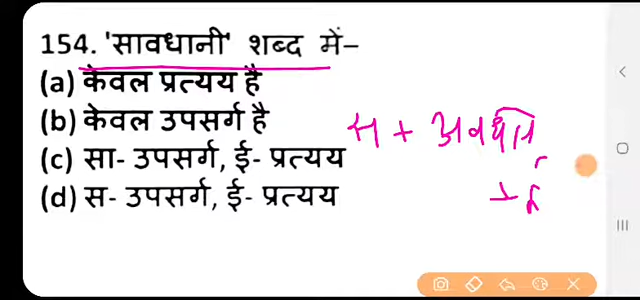 154. 'सावधानी' शब्द में–
(a) केवल प्रत्यय है
(b) केवल उपसर्ग है
(c) सा- उपसर्ग, ई- प्रत्यय
(d) स- उपसर्ग, ई- प्रत्यय
स + अवधान
+ ई